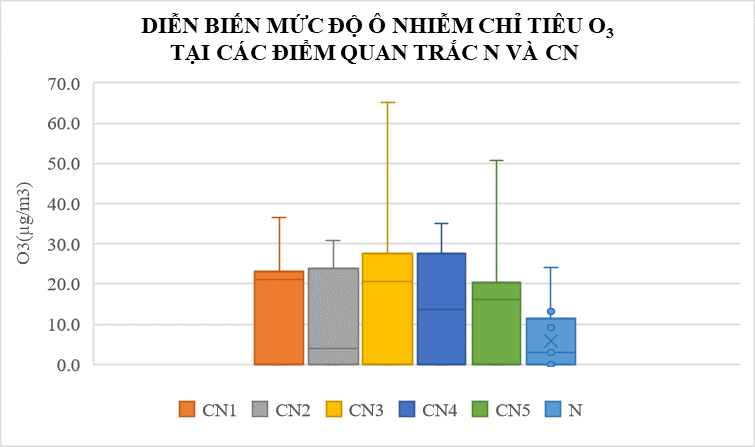 DIỄN BIẾN MỨC ĐỘ Ô NHIỄM CHỈ TIÊU O₃
TẠI CÁC ĐIỂM QUAN TRẮC N VÀ CN
70.0
60.0
50.0
40.0
30.0
20.0
10.0
0.0
O3(µg/m3)
CN1 CN2 CN3 CN4 CN5 N